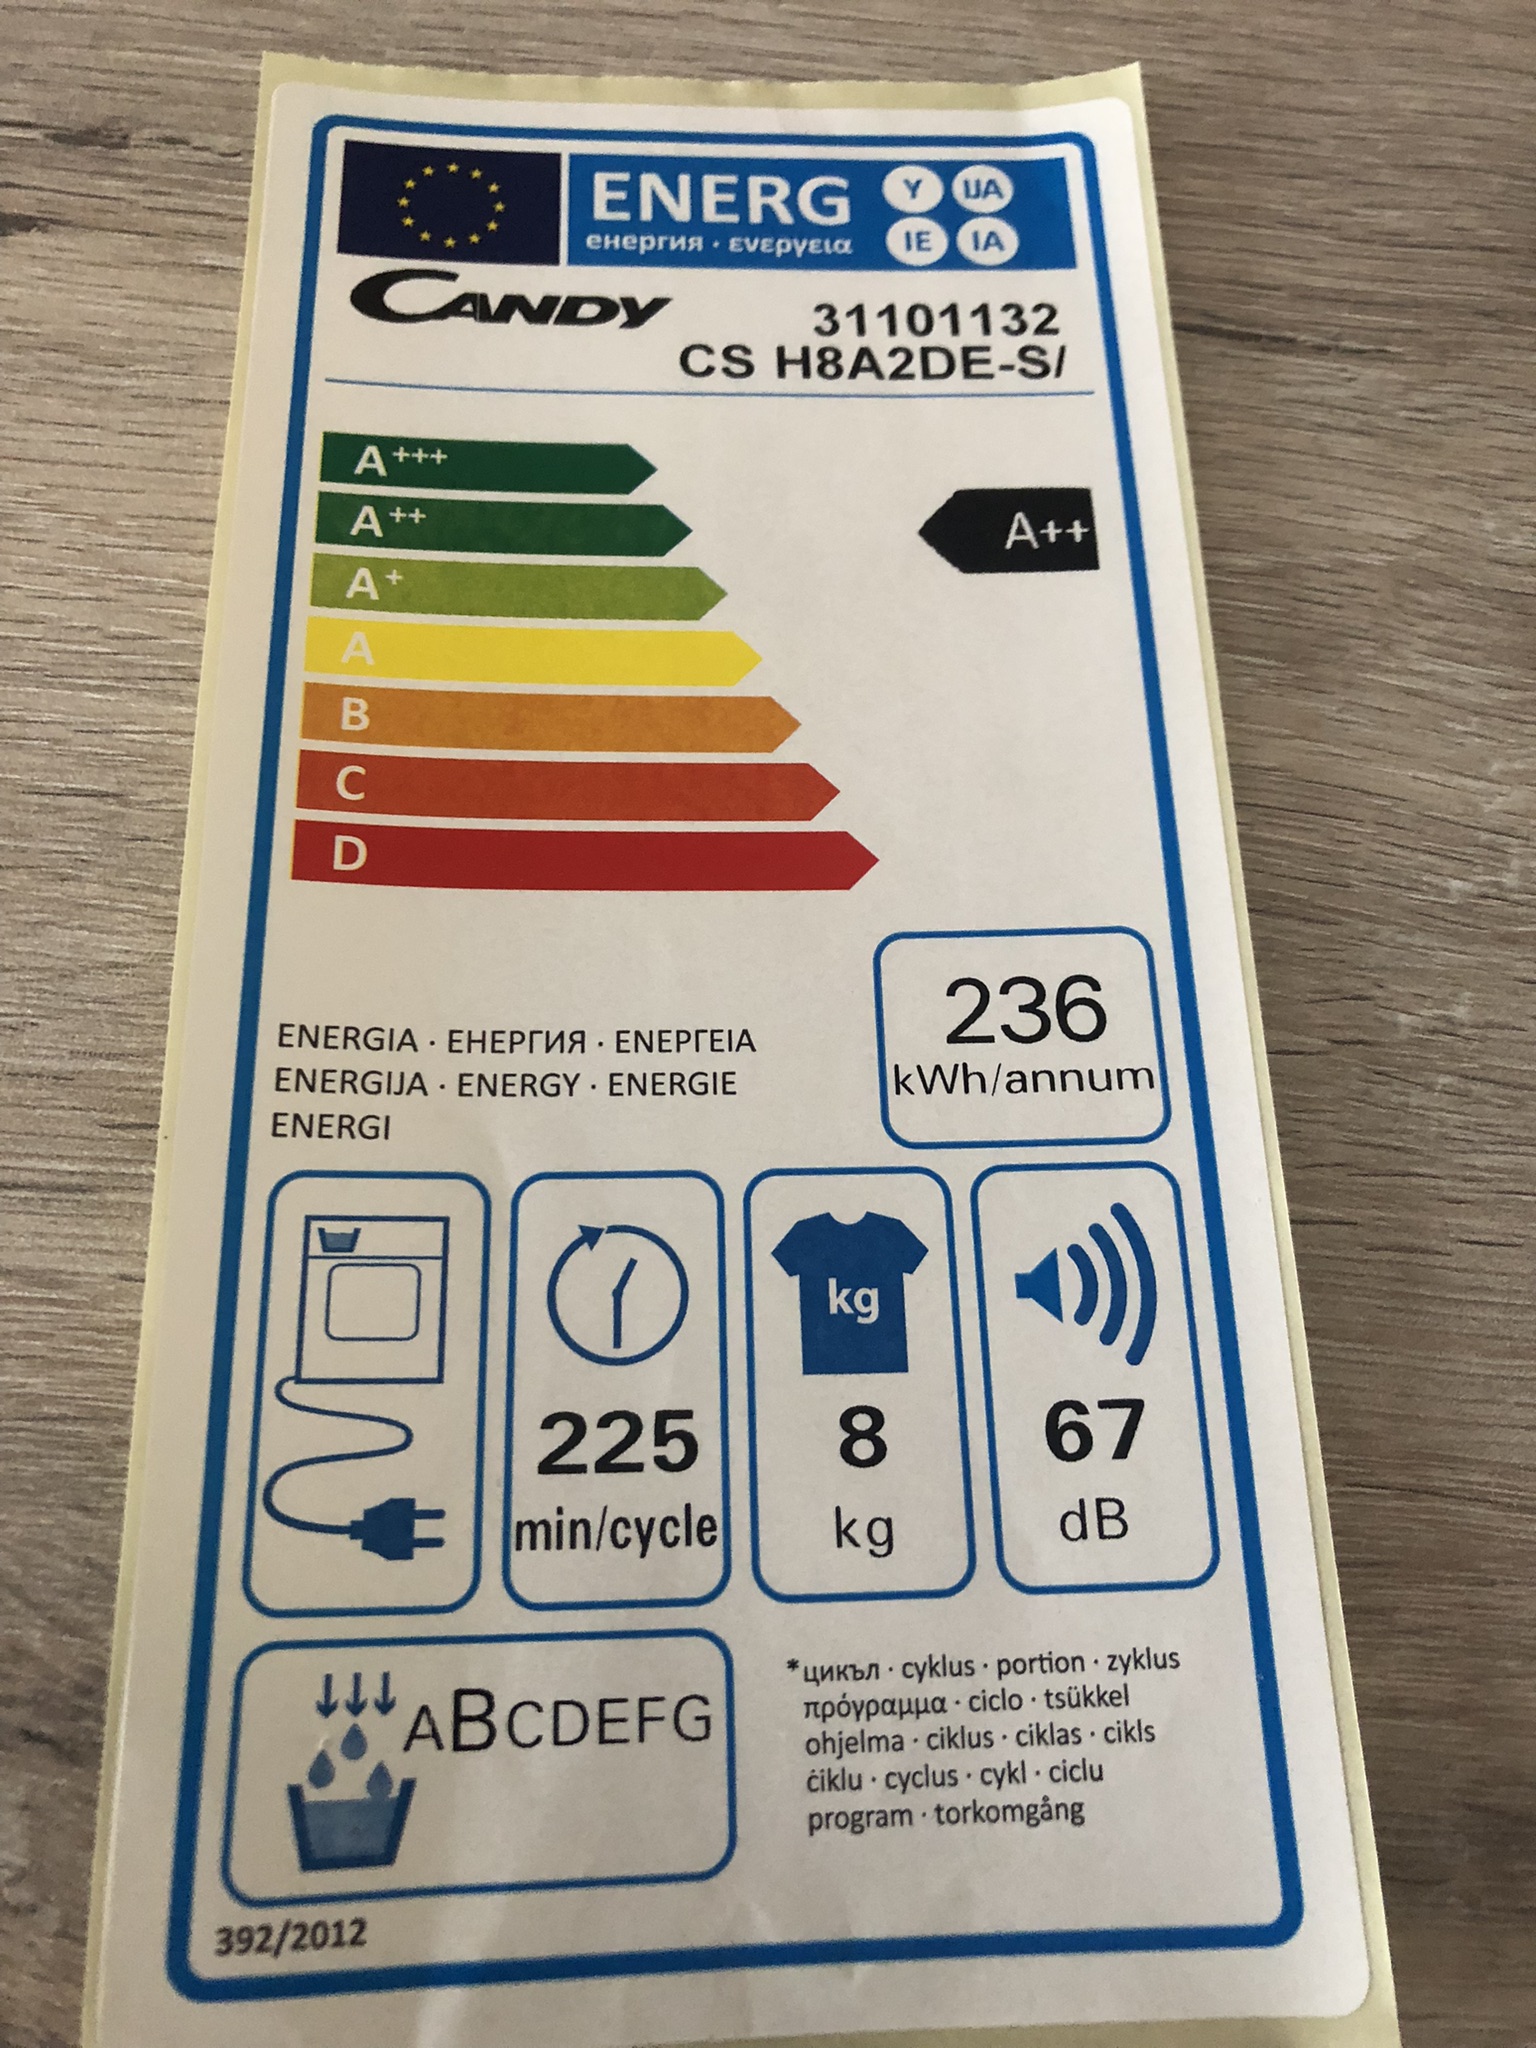 ENERG
енергия · ενεργεια
Y IJA
IE IA
CANDY
31101132
CS H8A2DE-S/
A+++
A++
A+
A
B
C
D
A++
236
kWh/annum
ENERGIA · ЕНЕРГИЯ · ΕΝΕΡΓΕΙΑ
ENERGIJA · ENERGY · ENERGIE
ENERGI
225
min/cycle
kg
8
kg
67
dB
ABCDEFG
*цикъл · cyklus · portion · zyklus
πρόγραμμα · ciclo · tsükkel
ohjelma · ciklus · ciklas · cikls
ċiklu · cyclus · cykl · ciclu
program · torkomgång
392/2012